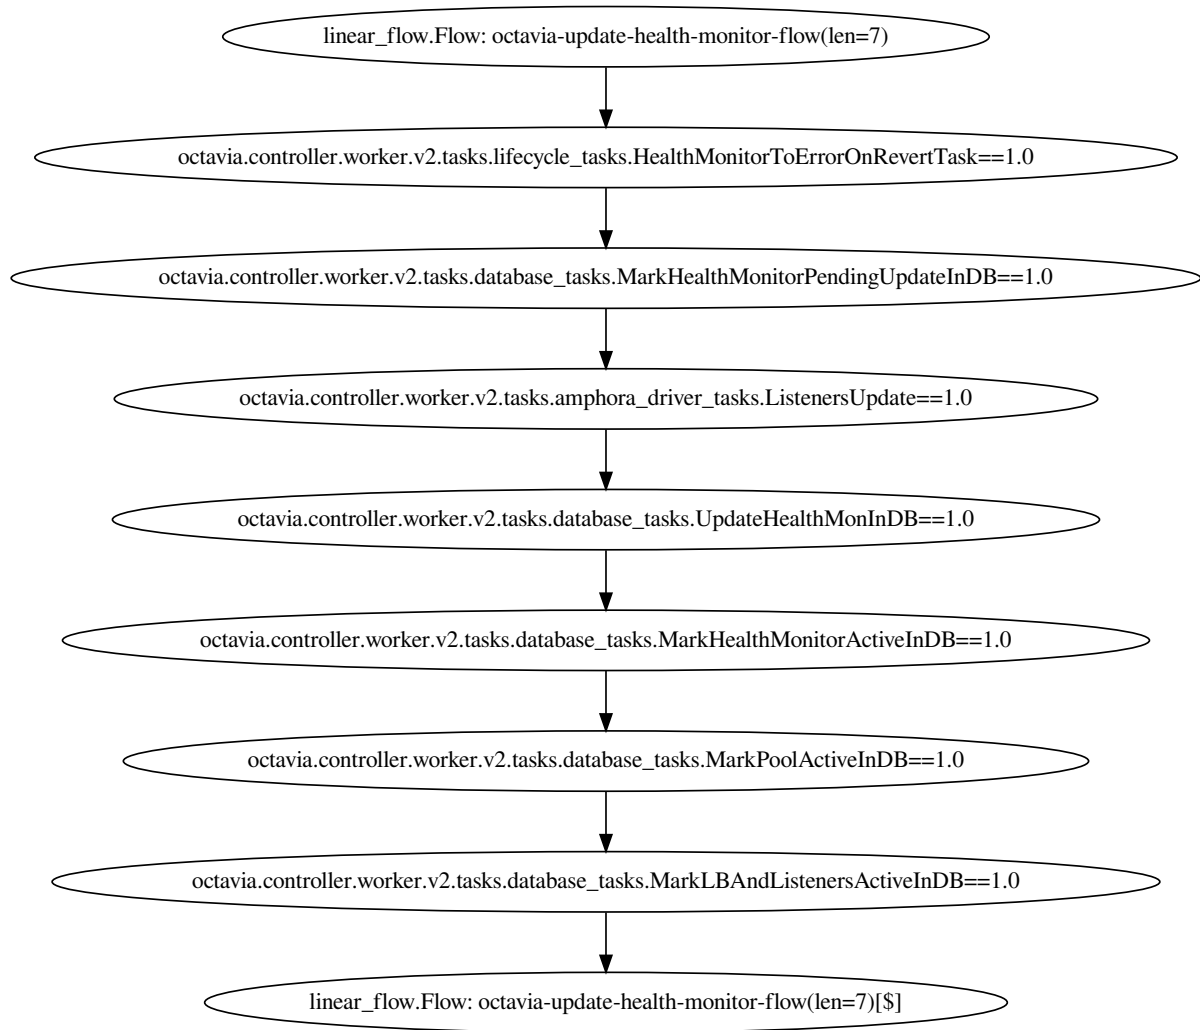 linear_flow.Flow: octavia-update-health-monitor-flow(len=7)
octavia.controller.worker.v2.tasks.lifecycle_tasks.HealthMonitorToErrorOnRevertTask==1.0
octavia.controller.worker.v2.tasks.database_tasks.MarkHealthMonitorPendingUpdateInDB==1.0
octavia.controller.worker.v2.tasks.amphora_driver_tasks.ListenersUpdate==1.0
octavia.controller.worker.v2.tasks.database_tasks.UpdateHealthMonInDB==1.0
octavia.controller.worker.v2.tasks.database_tasks.MarkHealthMonitorActiveInDB==1.0
octavia.controller.worker.v2.tasks.database_tasks.MarkPoolActiveInDB==1.0
octavia.controller.worker.v2.tasks.database_tasks.MarkLBAndListenersActiveInDB==1.0
linear_flow.Flow: octavia-update-health-monitor-flow(len=7)[$]